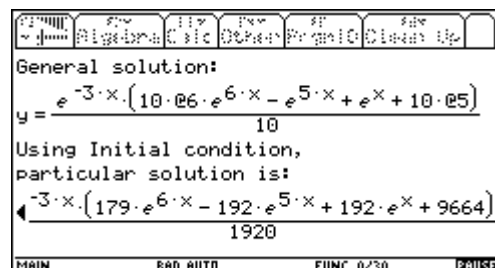 Algebra Calc Other PrgmIO Clean Up
General solution:
y = e^-3·x·(10·@6·e^6·x − e^5·x + e^x + 10·@5) / 10
Using Initial condition,
particular solution is:
◀^-3·x·(179·e^6·x − 192·e^5·x + 192·e^x + 9664) / 1920
MAIN RAD AUTO FUNC 0/30 PAUSE